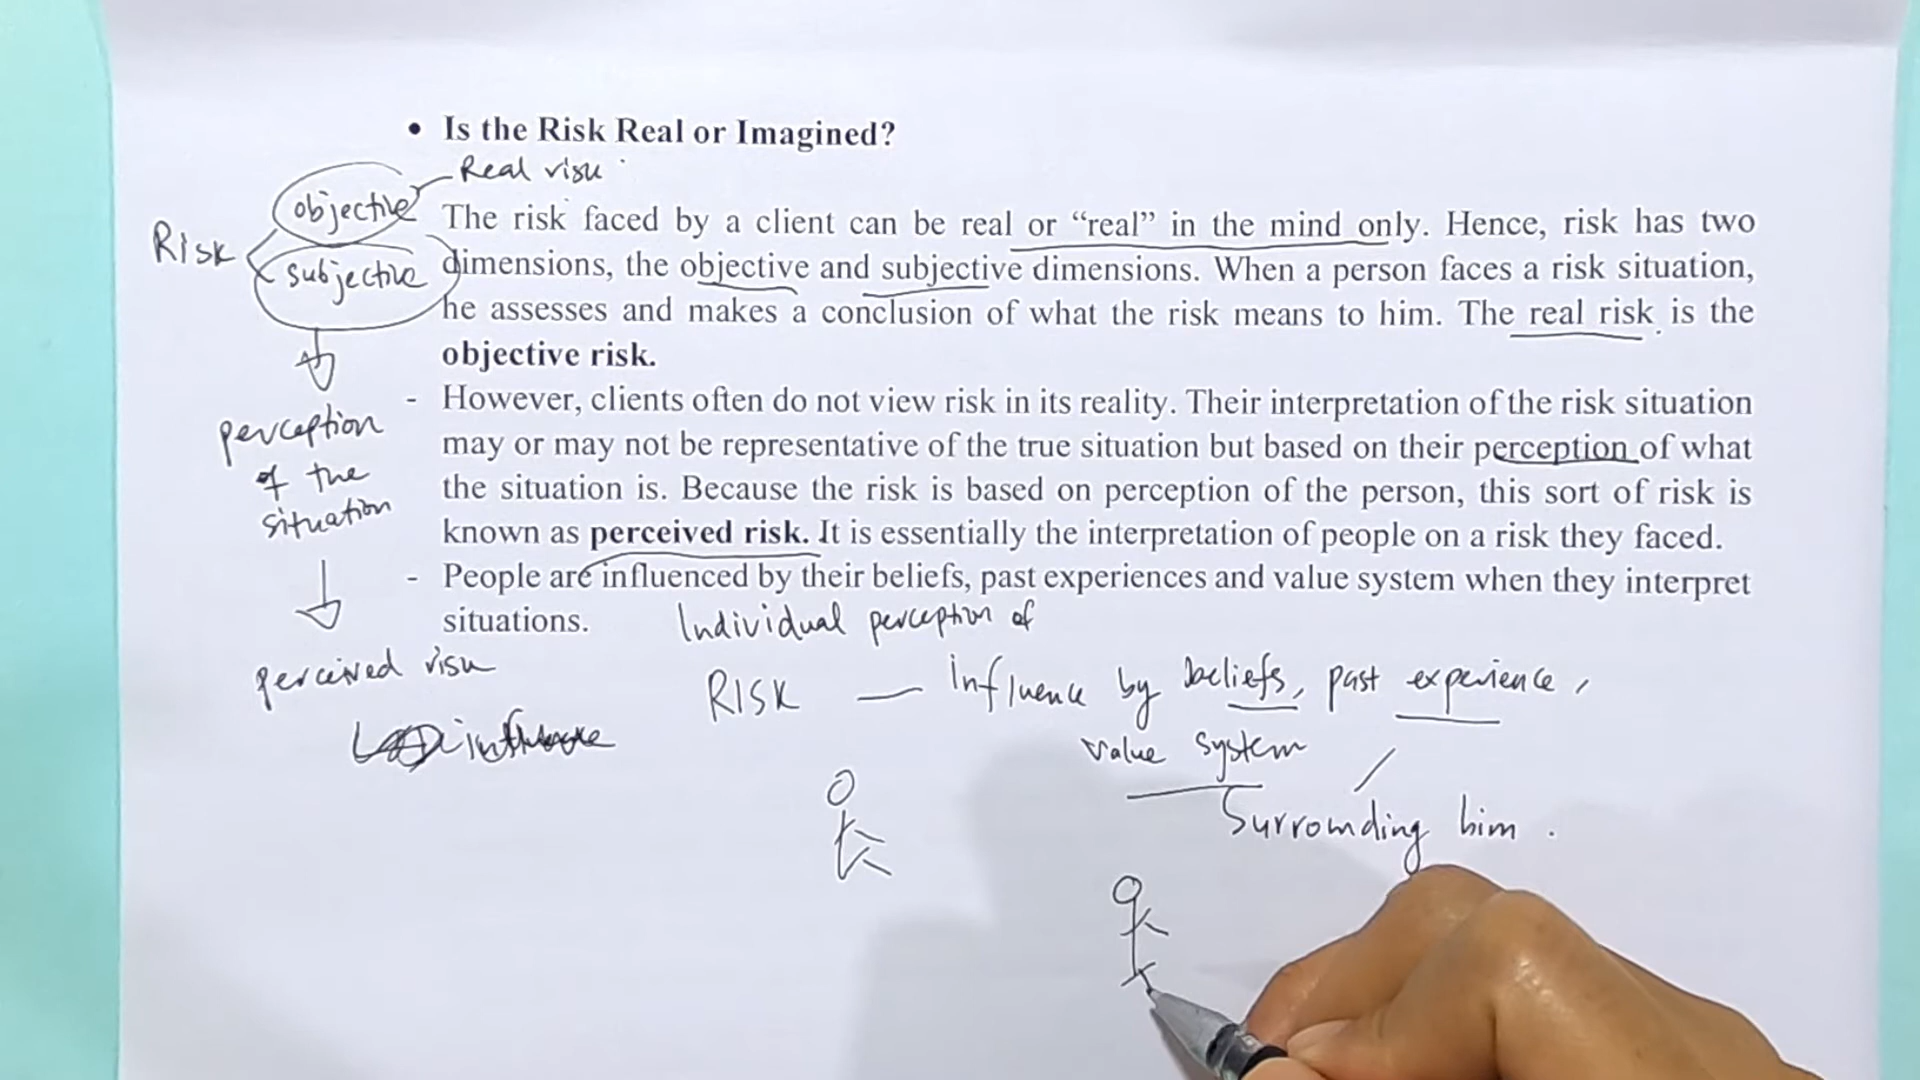 • Is the Risk Real or Imagined?
Real risk
objective
The risk faced by a client can be real or “real” in the mind only. Hence, risk has two
Risk
dimensions, the objective and subjective dimensions. When a person faces a risk situation,
subjective
he assesses and makes a conclusion of what the risk means to him. The real risk is the
objective risk.
- However, clients often do not view risk in its reality. Their interpretation of the risk situation
perception
may or may not be representative of the true situation but based on their perception of what
of the
the situation is. Because the risk is based on perception of the person, this sort of risk is
situation
known as perceived risk. It is essentially the interpretation of people on a risk they faced.
- People are influenced by their beliefs, past experiences and value system when they interpret
situations.
Individual perception of
perceived risk
RISK — Influence by beliefs, past experience,
value system
Surrounding him.